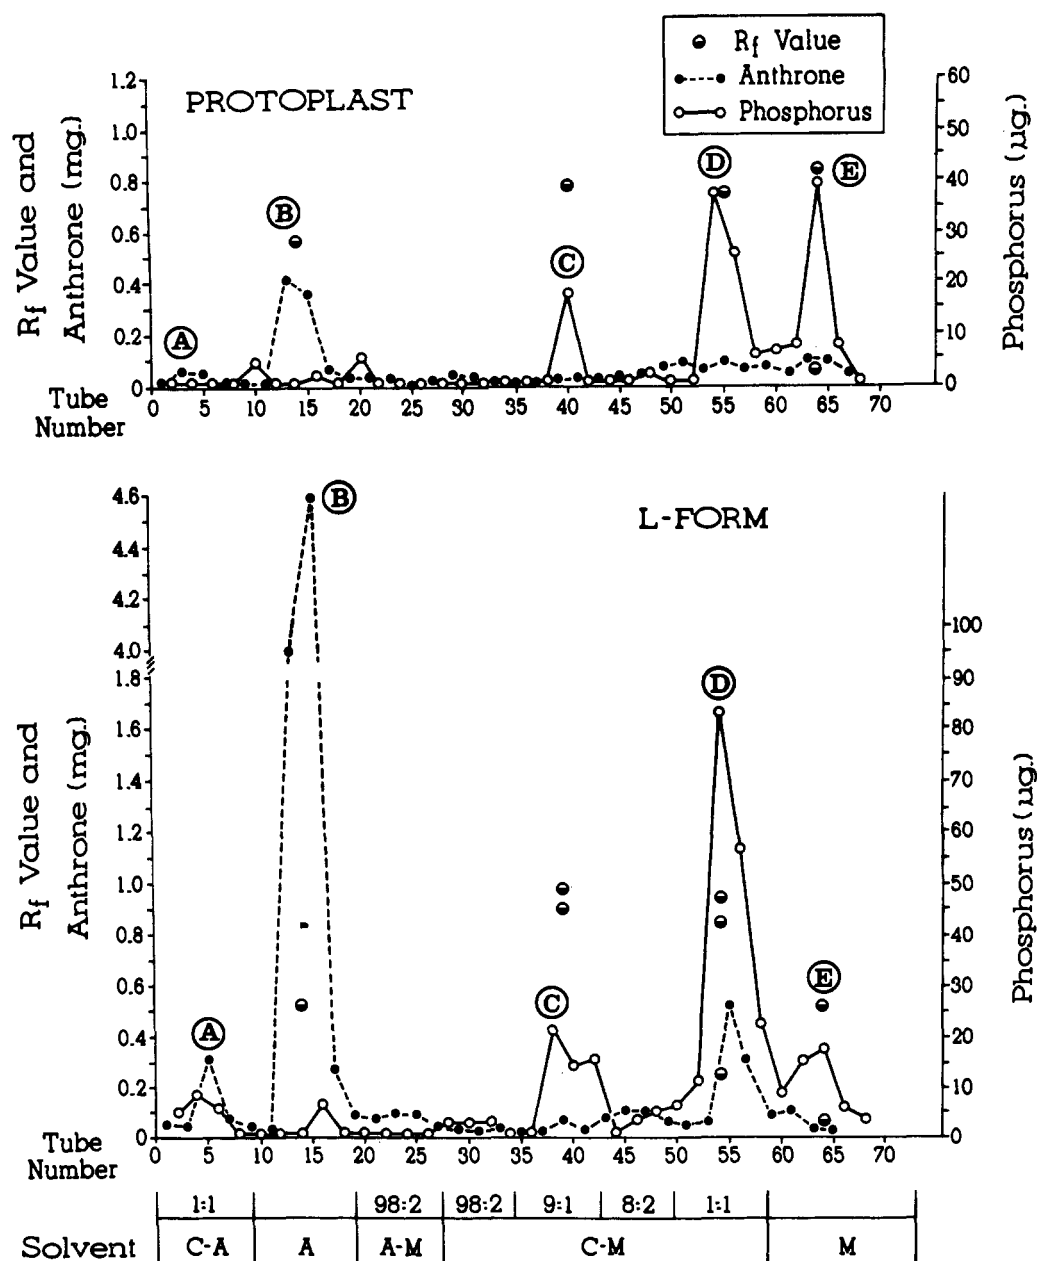 Rf Value
Anthrone
Phosphorus
PROTOPLAST
Rf Value and
Anthrone (mg.)
1.2
1.0
0.8
0.6
0.4
0.2
0
60
50
40
30
20
10
0
Phosphorus (µg.)
A
B
C
D
E
Tube
Number
0 5 10 15 20 25 30 35 40 45 50 55 60 65 70
L-FORM
Rf Value and
Anthrone (mg.)
4.6
4.4
4.2
4.0
1.8
1.6
1.4
1.2
1.0
0.8
0.6
0.4
0.2
0
100
90
80
70
60
50
40
30
20
10
0
Phosphorus (µg.)
A
B
C
D
E
Tube
Number
0 5 10 15 20 25 30 35 40 45 50 55 60 65 70
1:1 98:2 98:2 9:1 8:2 1:1
Solvent C-A A A-M C-M M